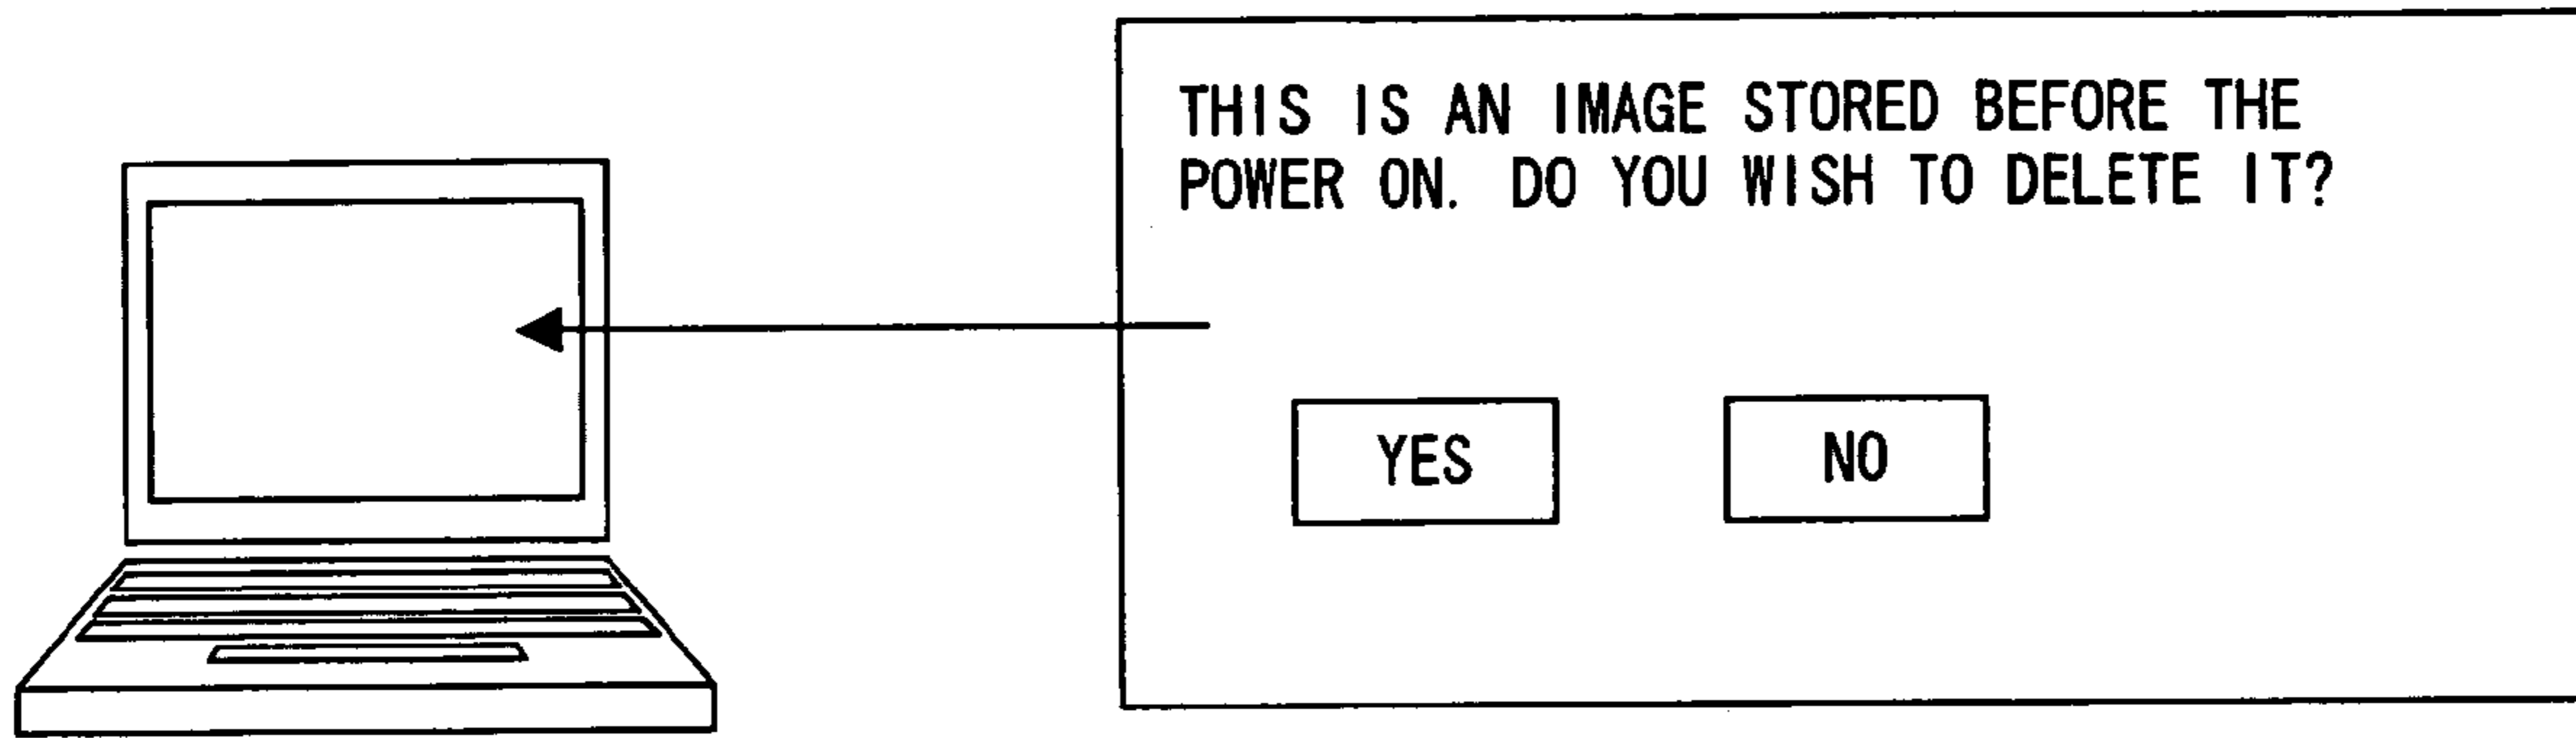 THIS IS AN IMAGE STORED BEFORE THE
POWER ON. DO YOU WISH TO DELETE IT?
YES NO